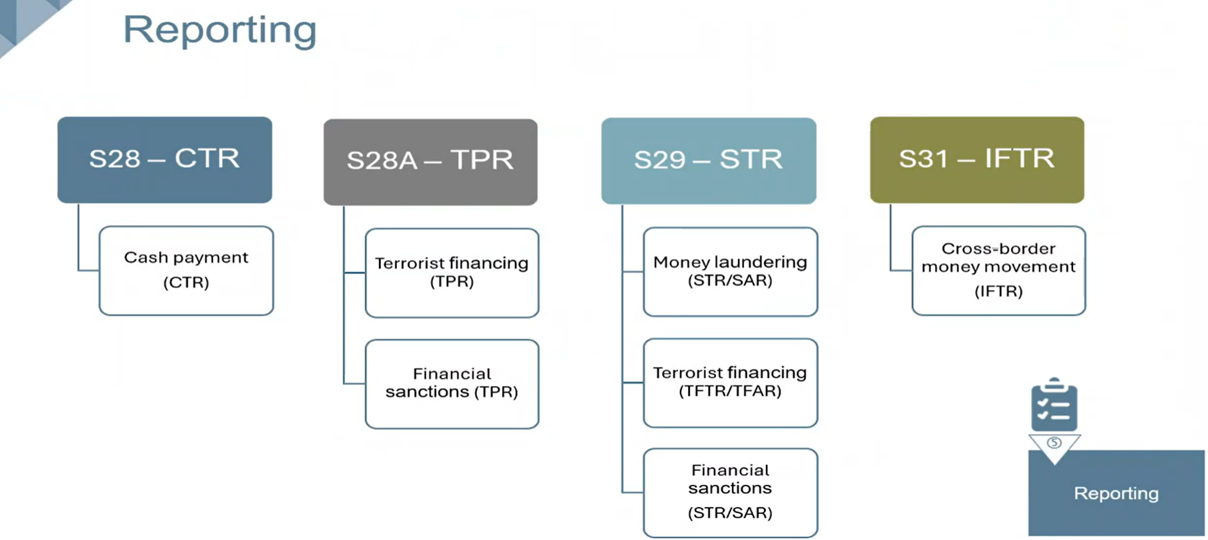 Reporting
S28 – CTR
Cash payment
(CTR)
S28A – TPR
Terrorist financing
(TPR)
Financial
sanctions (TPR)
S29 – STR
Money laundering
(STR/SAR)
Terrorist financing
(TFTR/TFAR)
Financial
sanctions
(STR/SAR)
S31 – IFTR
Cross-border
money movement
(IFTR)
5
Reporting